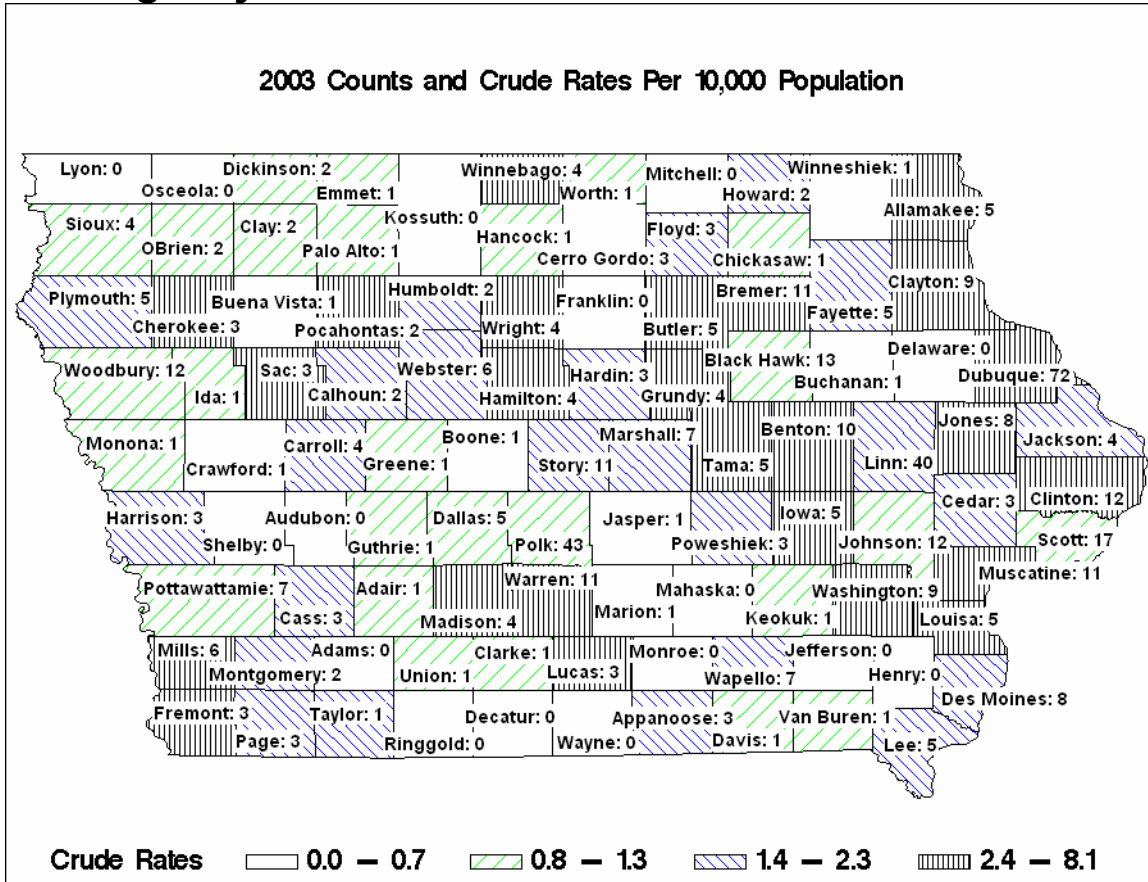 2003 Counts and Crude Rates Per 10,000 Population
Lyon: 0
Dickinson: 2
Winnebago: 4
Mitchell: 0
Winneshiek: 1
Osceola: 0
Emmet: 1
Worth: 1
Howard: 2
Allamakee: 5
Sioux: 4
OBrien: 2
Clay: 2
Palo Alto: 1
Kossuth: 0
Hancock: 1
Cerro Gordo: 3
Floyd: 3
Chickasaw: 1
Plymouth: 5
Cherokee: 3
Buena Vista: 1
Pocahontas: 2
Humboldt: 2
Wright: 4
Franklin: 0
Butler: 5
Bremer: 11
Fayette: 5
Clayton: 9
Woodbury: 12
Ida: 1
Sac: 3
Calhoun: 2
Webster: 6
Hamilton: 4
Hardin: 3
Grundy: 4
Black Hawk: 13
Buchanan: 1
Delaware: 0
Dubuque: 72
Monona: 1
Crawford: 1
Carroll: 4
Greene: 1
Boone: 1
Story: 11
Marshall: 7
Tama: 5
Benton: 10
Linn: 40
Jones: 8
Jackson: 4
Harrison: 3
Shelby: 0
Audubon: 0
Guthrie: 1
Dallas: 5
Polk: 43
Jasper: 1
Poweshiek: 3
Iowa: 5
Johnson: 12
Cedar: 3
Clinton: 12
Scott: 17
Pottawattamie: 7
Cass: 3
Adair: 1
Madison: 4
Warren: 11
Marion: 1
Mahaska: 0
Keokuk: 1
Washington: 9
Muscatine: 11
Louisa: 5
Mills: 6
Montgomery: 2
Adams: 0
Union: 1
Clarke: 1
Lucas: 3
Monroe: 0
Wapello: 7
Jefferson: 0
Henry: 0
Des Moines: 8
Fremont: 3
Page: 3
Taylor: 1
Ringgold: 0
Decatur: 0
Wayne: 0
Appanoose: 3
Davis: 1
Van Buren: 1
Lee: 5
Crude Rates 0.0 – 0.7 0.8 – 1.3 1.4 – 2.3 2.4 – 8.1